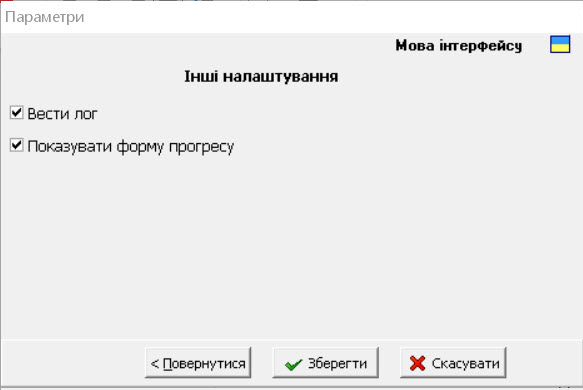 Параметри
Мова інтерфейсу
Інші налаштування
Вести лог
Показувати форму прогресу
< Повернутися
Зберегти
Скасувати